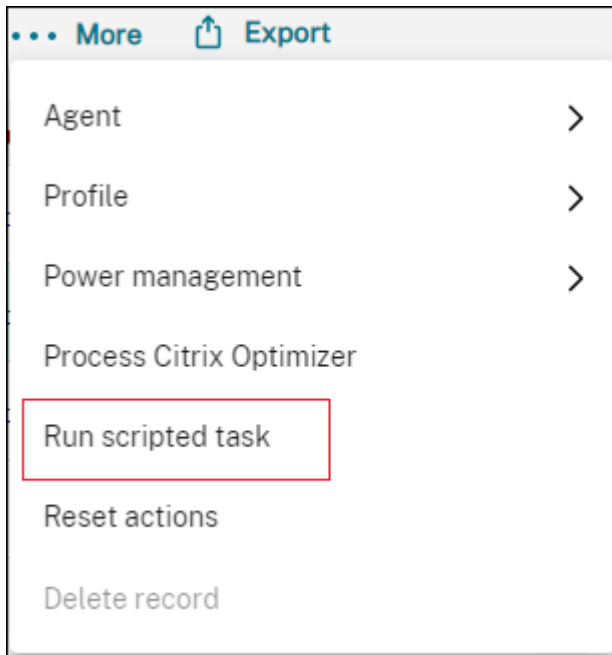 ••• More Export
Agent
Profile
Power management
Process Citrix Optimizer
Run scripted task
Reset actions
Delete record